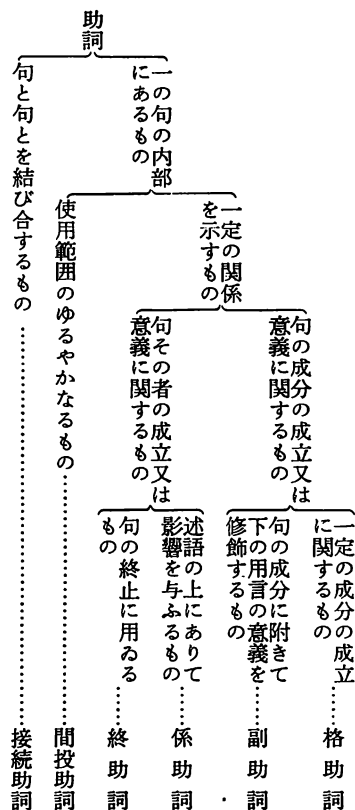 助詞
一の句の内部
にあるもの
一定の関係
を示すもの
句の成分の成立又は
意義に関するもの
一定の成分の成立
に関するもの……格助詞
句の成分に附きて
下の用言の意義を
修飾するもの……副助詞
句その者の成立又は
意義に関するもの
述語の上にありて
影響を与ふるもの……係助詞
句の終止に用ゐる
もの……終助詞
使用範囲のゆるやかなるもの……間投助詞
句と句とを結び合するもの……接続助詞